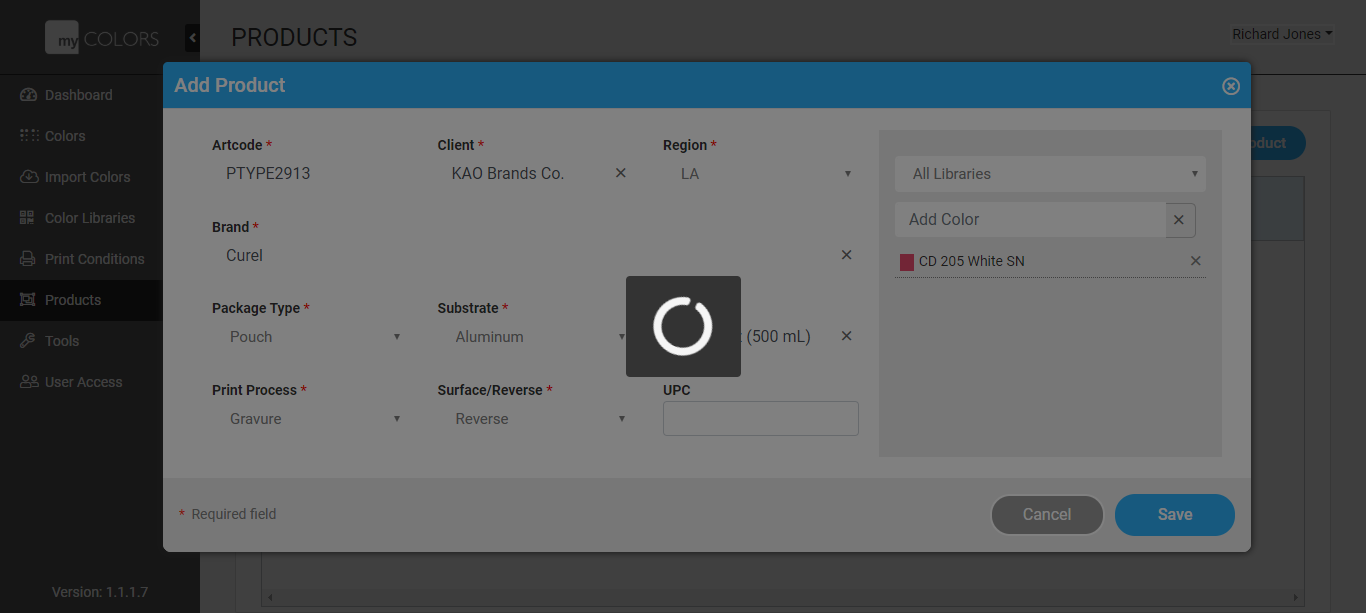 my COLORS
PRODUCTS
Richard Jones
Dashboard
Colors
Import Colors
Color Libraries
Print Conditions
Products
Tools
User Access
Version: 1.1.1.7
Add Product
Artcode *
PTYPE2913
Client *
KAO Brands Co.
Region *
LA
Brand *
Curel
Package Type *
Pouch
Substrate *
Aluminum
(500 mL)
Print Process *
Gravure
Surface/Reverse *
Reverse
UPC
All Libraries
Add Color
CD 205 White SN
* Required field
Cancel
Save